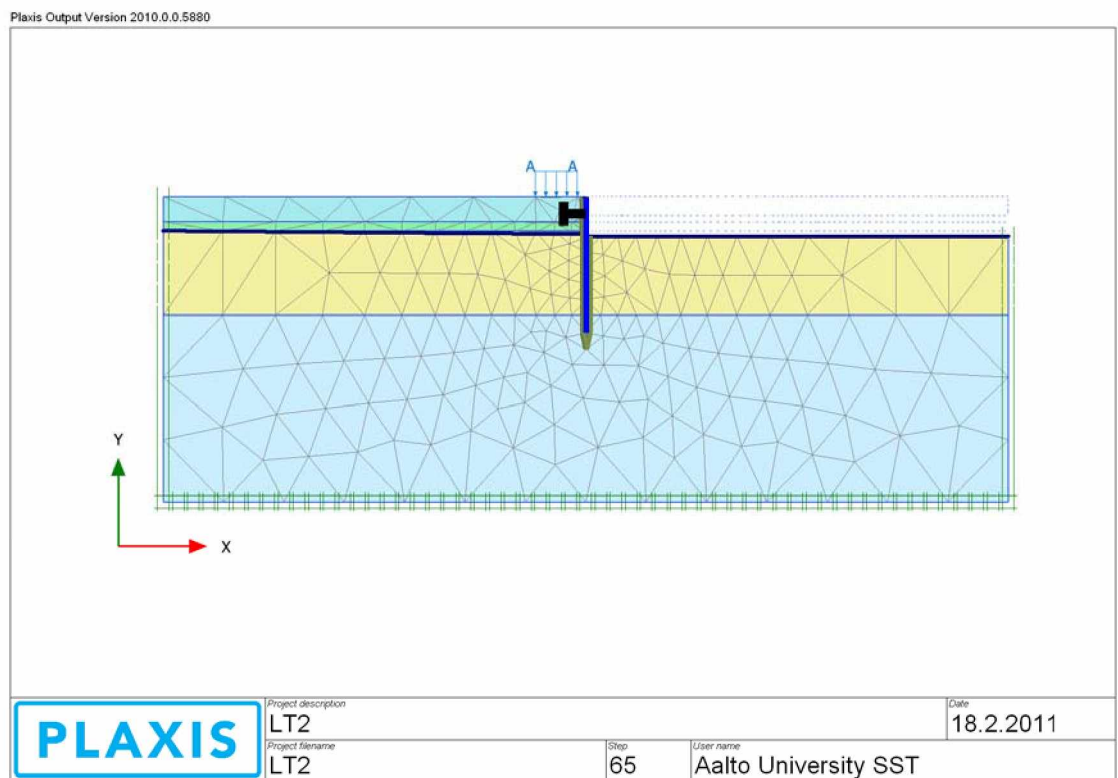 Plaxis Output Version 2010.0.0.5880
A A
Y
X
PLAXIS
Project description
LT2
Date
18.2.2011
Project filename
LT2
Step
65
User name
Aalto University SST